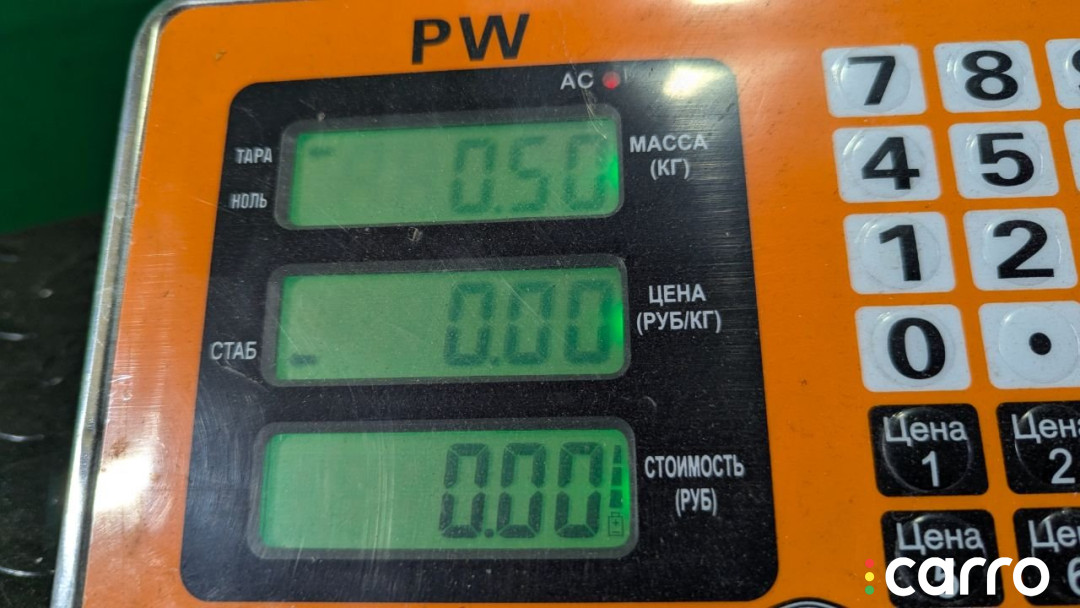 PW
AC
ТАРА
НОЛЬ
0.50
МАССА
(КГ)
СТАБ
0.00
ЦЕНА
(РУБ/КГ)
0.00
СТОИМОСТЬ
(РУБ)
7 8
4 5
1 2
0 •
Цена 1
Цена 2
Цена
carro